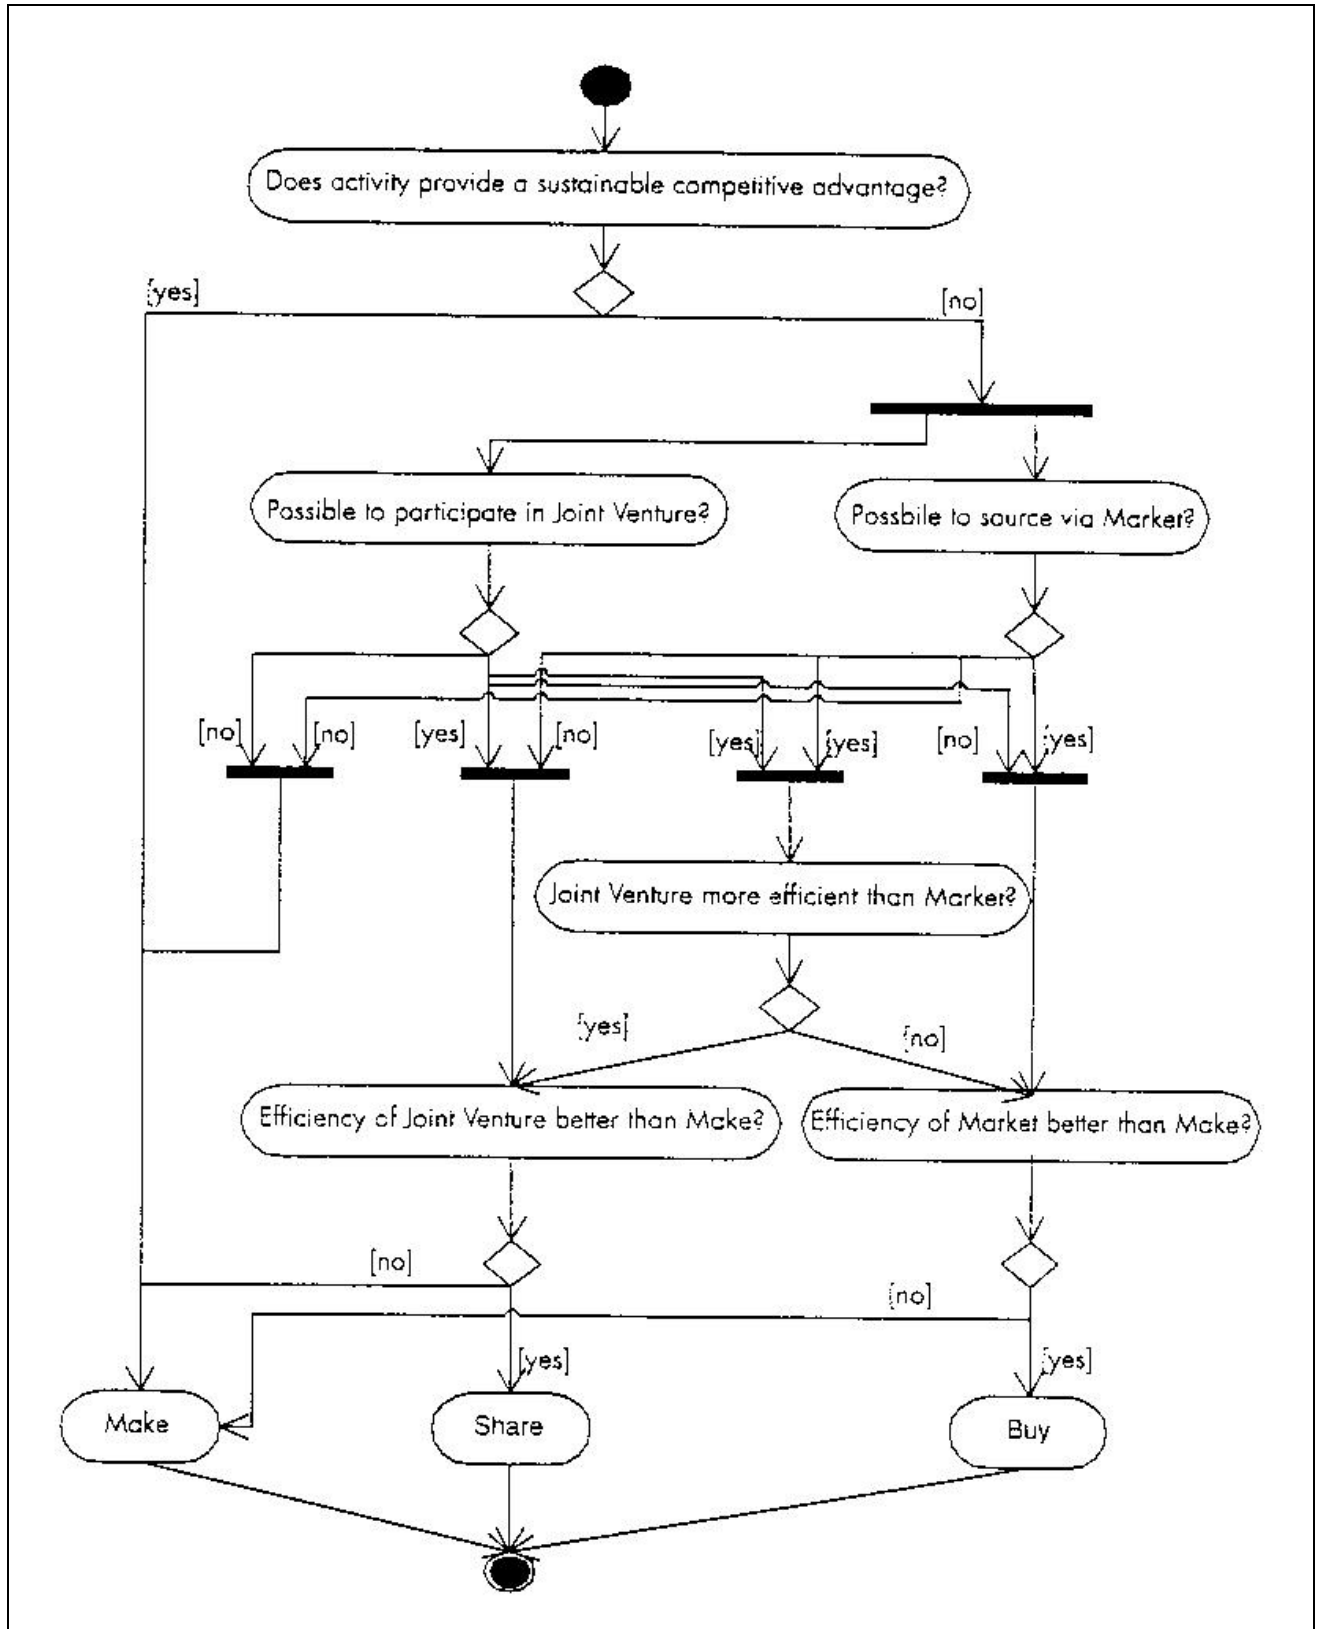 Does activity provide a sustainable competitive advantage?
[yes]
[no]
Possible to participate in Joint Venture?
Possbile to source via Market?
[no]
[no]
[yes]
[no]
[yes]
[yes]
[no]
[yes]
Joint Venture more efficient than Market?
[yes]
[no]
Efficiency of Joint Venture better than Make?
Efficiency of Market better than Make?
[no]
[no]
[yes]
[yes]
Make
Share
Buy